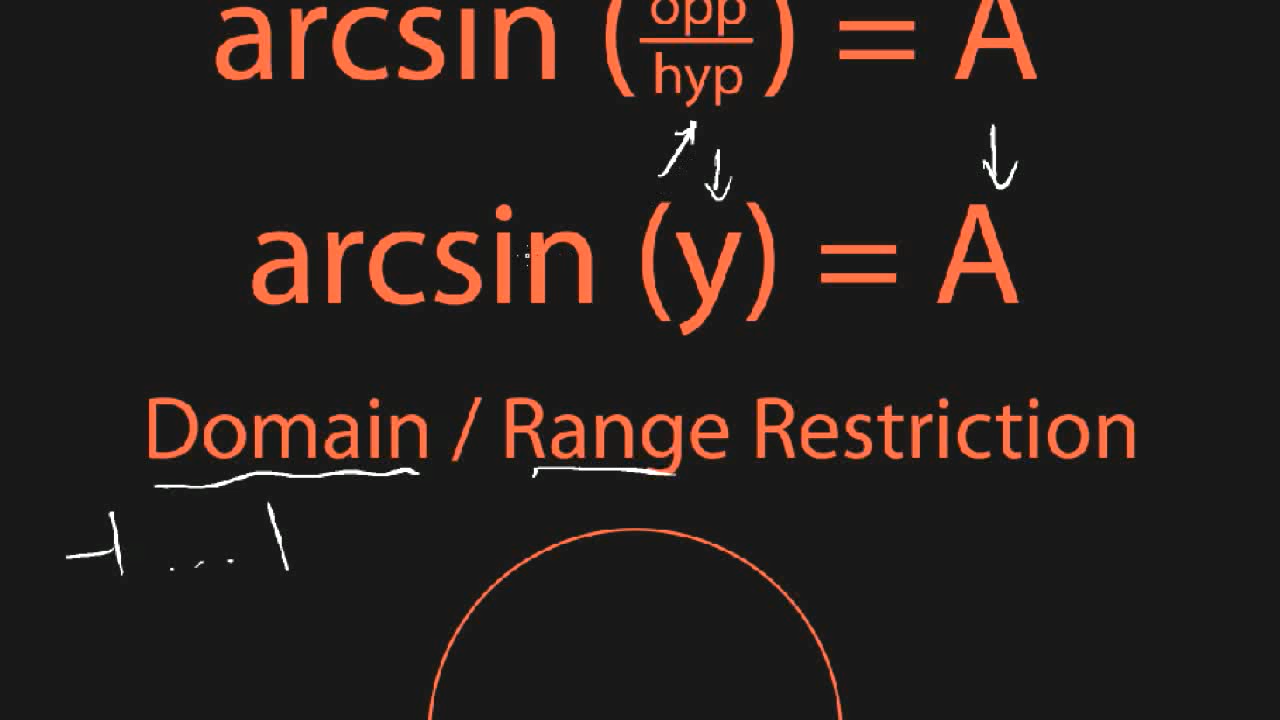 arcsin (opp/hyp) = A
arcsin (y) = A
Domain / Range Restriction
-1 ... 1